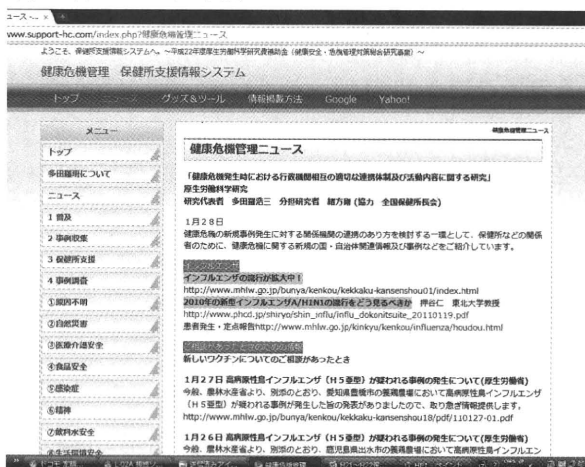 www.support-hc.com/index.php?健康危機管理ニュース
ようこそ、保健所支援情報システムへ。 ～平成22年度厚生労働科学研究費補助金（健康安全・危機管理対策総合研究事業）～
健康危機管理 保健所支援情報システム
トップ ニュース グッズ&ツール 情報掲載方法 Google Yahoo!
メニュー
トップ
多田羅班について
ニュース
1 普及
2 事例収集
3 保健所支援
4 事例調査
①原因不明
②自然災害
③医療介護安全
④食品安全
⑤感染症
⑥精神
⑦飲料水安全
⑧生活環境安全
健康危機管理ニュース
健康危機管理ニュース
「健康危機発生時における行政機関相互の適切な連携体制及び活動内容に関する研究」
厚生労働科学研究
研究代表者 多田羅浩三 分担研究者 緒方剛 (協力 全国保健所長会)
1月28日
健康危機の新規事例発生に対する関係機関の連携のあり方を検討する一環として、保健所などの関係
者のために、健康危機に関する新規の国・自治体関連情報及び事例などをご紹介しています。
インフルエンザ
インフルエンザの流行が拡大中！
http://www.mhlw.go.jp/bunya/kenkou/kekkaku-kansenshou01/index.html
2010年の新型インフルエンザA/H1N1の流行をどう見るべきか 押谷仁 東北大学教授
http://www.phcd.jp/shiryo/shin_influ/influ_dokonitsuite_20110119.pdf
患者発生・定点報告http://www.mhlw.go.jp/kinkyu/kenkou/influenza/houdou.html
新しいワクチンについてのご相談があったとき
1月27日 高病原性鳥インフルエンザ（H5亜型）が疑われる事例の発生について(厚生労働省)
今般、農林水産省より、別添のとおり、愛知県豊橋市の養鶏農場において高病原性鳥インフルエンザ
（H5亜型）が疑われる事例が発生した旨の発表がありましたので、取り急ぎ情報提供します。
http://www.mhlw.go.jp/bunya/kenkou/kekkaku-kansenshou18/pdf/110127-01.pdf
1月26日 高病原性鳥インフルエンザ（H5亜型）が疑われる事例の発生について(厚生労働省)
今般、農林水産省より、別添のとおり、鹿児島県出水市の養鶏農場において高病原性鳥インフルエン